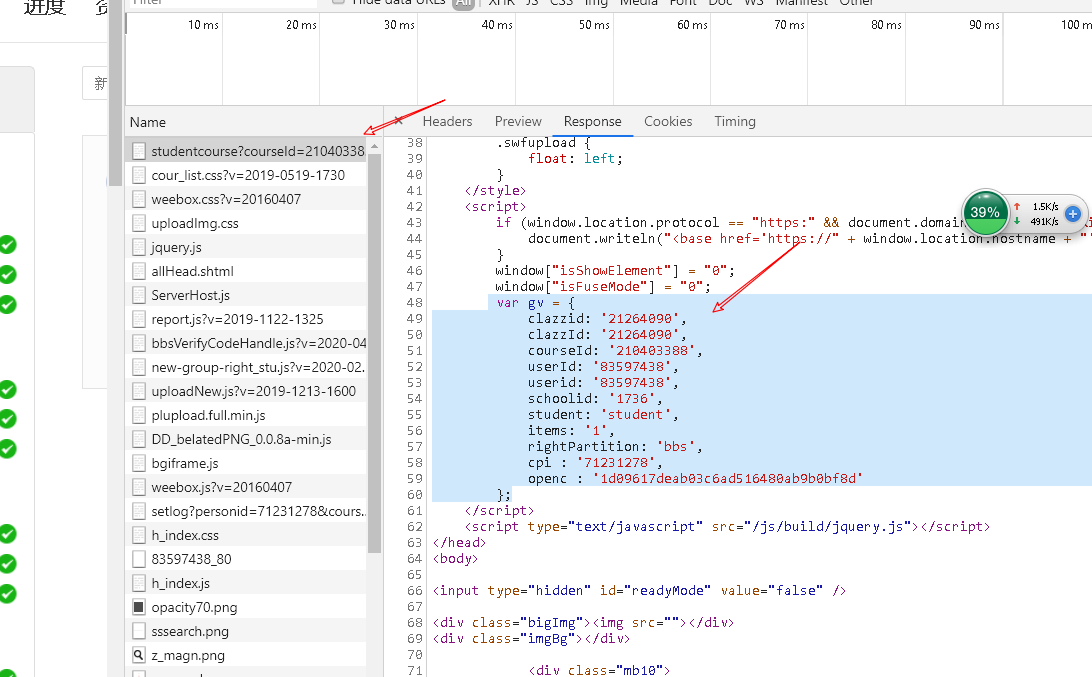 进度
Filter
Hide data URLs All XHR JS CSS Img Media Font Doc WS Manifest Other
10 ms 20 ms 30 ms 40 ms 50 ms 60 ms 70 ms 80 ms 90 ms 100 m
新
Name
studentcourse?courseId=21040338
cour_list.css?v=2019-0519-1730
weebox.css?v=20160407
uploadImg.css
jquery.js
allHead.shtml
ServerHost.js
report.js?v=2019-1122-1325
bbsVerifyCodeHandle.js?v=2020-04
new-group-right_stu.js?v=2020-02.
uploadNew.js?v=2019-1213-1600
plupload.full.min.js
DD_belatedPNG_0.0.8a-min.js
bgiframe.js
weebox.js?v=20160407
setlog?personid=71231278&cours..
h_index.css
83597438_80
h_index.js
opacity70.png
sssearch.png
z_magn.png
× Headers Preview Response Cookies Timing
38 .swfupload {
39 float: left;
40 }
41 </style>
42 <script>
43 if (window.location.protocol == "https:" && document.domain
44 document.writeln("<base href='https://" + window.location.hostname + "
45 }
46 window["isShowElement"] = "0";
47 window["isFuseMode"] = "0";
48 var gv = {
49 clazzid: '21264090',
50 clazzId: '21264090',
51 courseId: '210403388',
52 userId: '83597438',
53 userid: '83597438',
54 schoolid: '1736',
55 student: 'student',
56 items: '1',
57 rightPartition: 'bbs',
58 cpi : '71231278',
59 openc : '1d09617deab03c6ad516480ab9b0bf8d'
60 };
61 </script>
62 <script type="text/javascript" src="/js/build/jquery.js"></script>
63 </head>
64 <body>
65
66 <input type="hidden" id="readyMode" value="false" />
67
68 <div class="bigImg"><img src=""></div>
69 <div class="imgBg"></div>
70
71 <div class="mb10">
39%
1.5K/s
491K/s